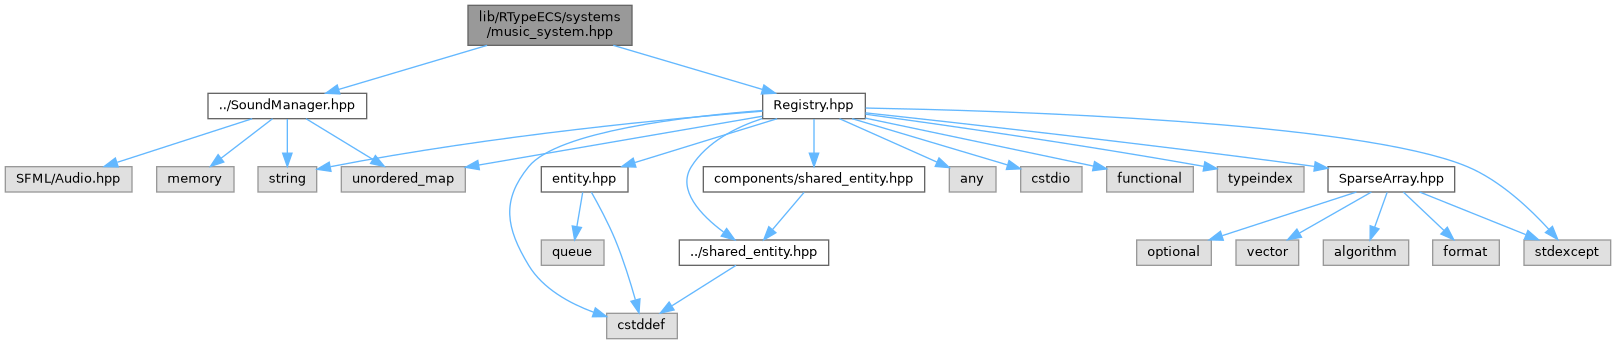 lib/RTypeECS/systems
/music_system.hpp
../SoundManager.hpp
Registry.hpp
SFML/Audio.hpp
memory
string
unordered_map
entity.hpp
components/shared_entity.hpp
any
cstdio
functional
typeindex
SparseArray.hpp
queue
../shared_entity.hpp
optional
vector
algorithm
format
stdexcept
cstddef